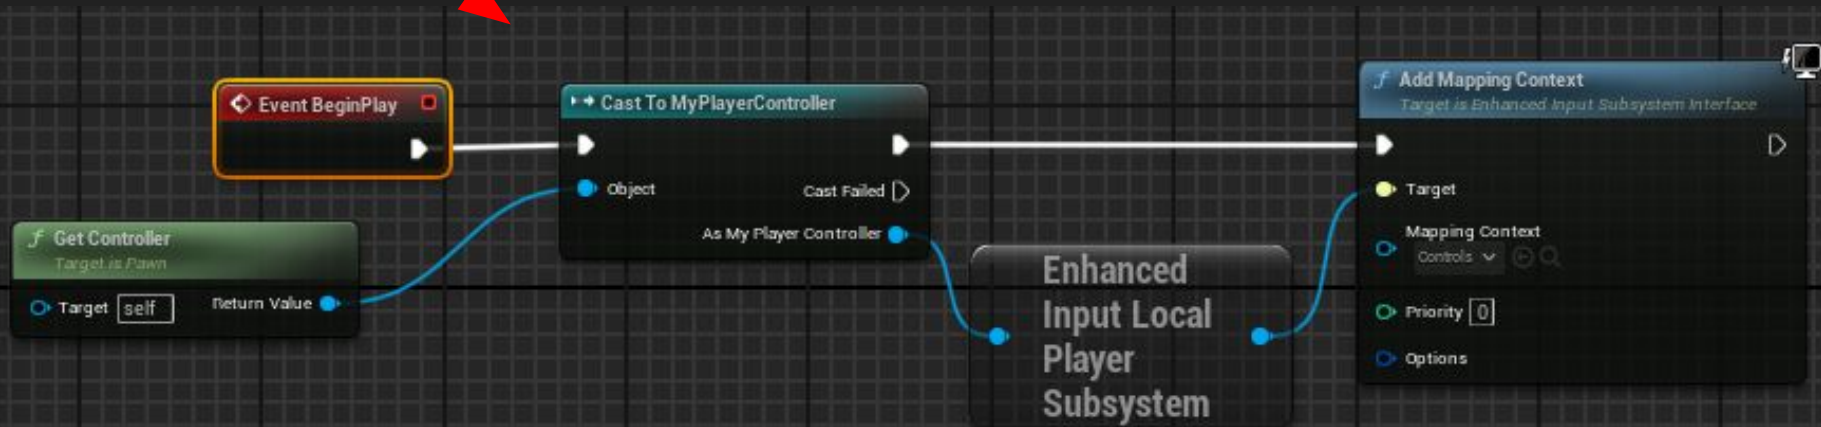 Event BeginPlay
Get Controller
Target is Pawn
Target self
Return Value
Cast To MyPlayerController
Object
Cast Failed
As My Player Controller
Enhanced
Input Local
Player
Subsystem
Add Mapping Context
Target is Enhanced Input Subsystem Interface
Target
Mapping Context
Controls
Priority 0
Options